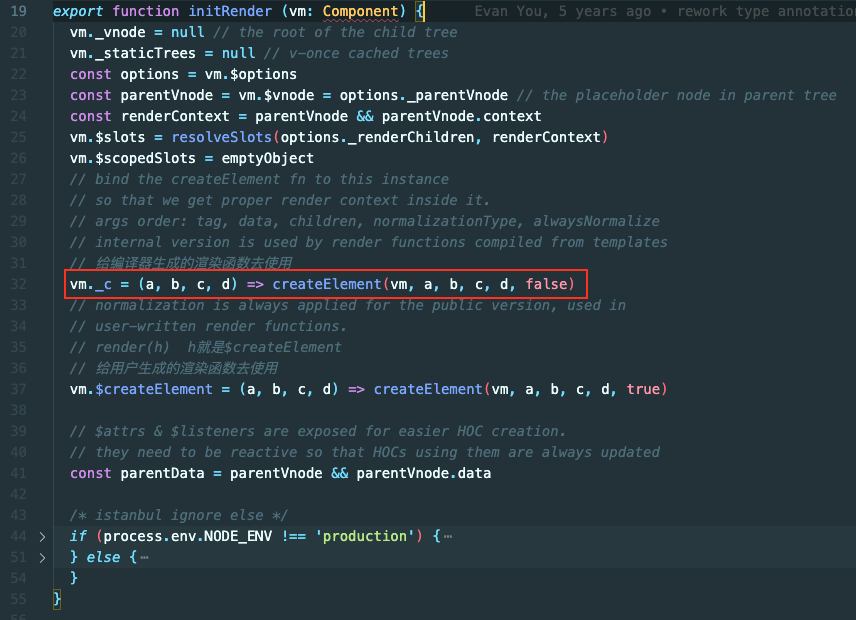 19 export function initRender (vm: Component) { Evan You, 5 years ago • rework type annotation
20 vm._vnode = null // the root of the child tree
21 vm._staticTrees = null // v-once cached trees
22 const options = vm.$options
23 const parentVnode = vm.$vnode = options._parentVnode // the placeholder node in parent tree
24 const renderContext = parentVnode && parentVnode.context
25 vm.$slots = resolveSlots(options._renderChildren, renderContext)
26 vm.$scopedSlots = emptyObject
27 // bind the createElement fn to this instance
28 // so that we get proper render context inside it.
29 // args order: tag, data, children, normalizationType, alwaysNormalize
30 // internal version is used by render functions compiled from templates
31 // 给编译器生成的渲染函数去使用
32 vm._c = (a, b, c, d) => createElement(vm, a, b, c, d, false)
33 // normalization is always applied for the public version, used in
34 // user-written render functions.
35 // render(h)  h就是$createElement
36 // 给用户生成的渲染函数去使用
37 vm.$createElement = (a, b, c, d) => createElement(vm, a, b, c, d, true)
38
39 // $attrs & $listeners are exposed for easier HOC creation.
40 // they need to be reactive so that HOCs using them are always updated
41 const parentData = parentVnode && parentVnode.data
42
43 /* istanbul ignore else */
44 if (process.env.NODE_ENV !== 'production') {⋯
51 } else {⋯
54 }
55 }